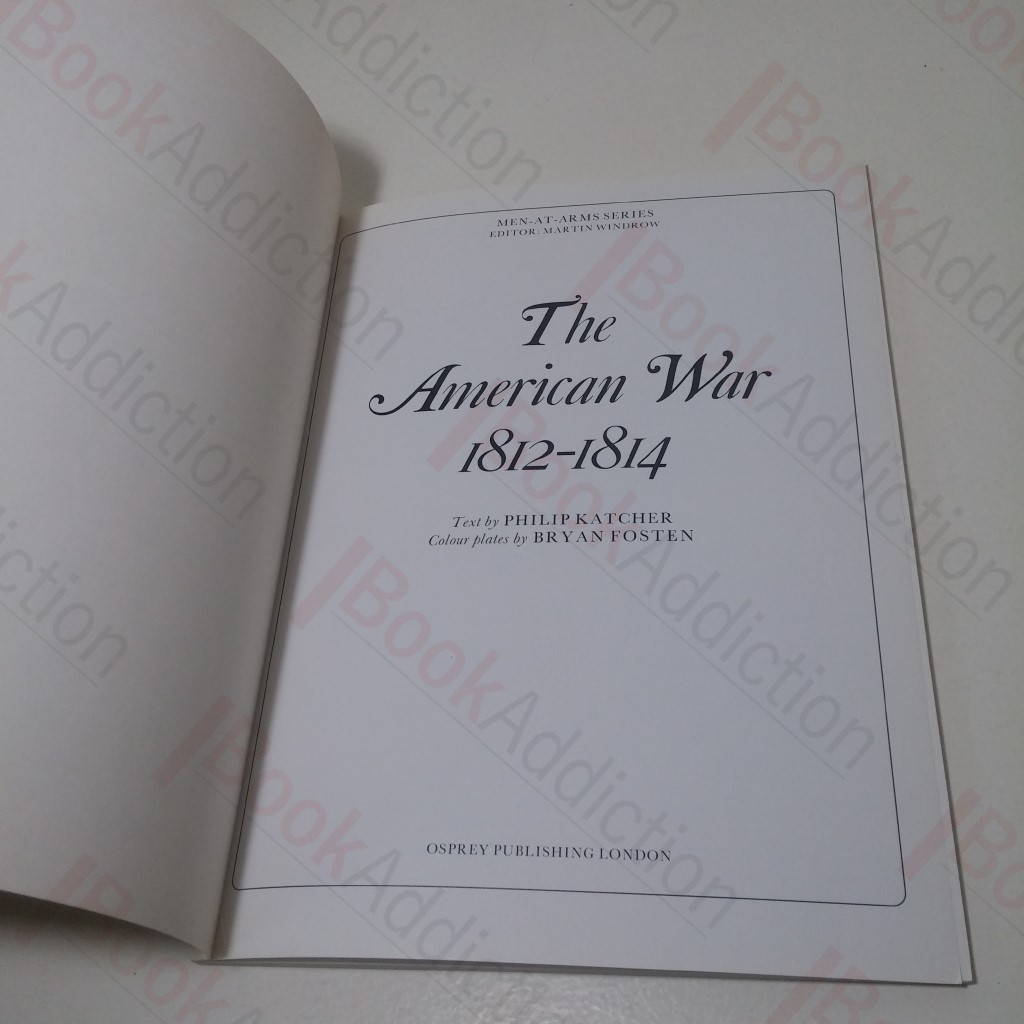 MEN-AT-ARMS SERIES
EDITOR: MARTIN WINDROW
The
American War
1812–1814
Text by PHILIP KATCHER
Colour plates by BRYAN FOSTEN
OSPREY PUBLISHING LONDON
BookAddiction